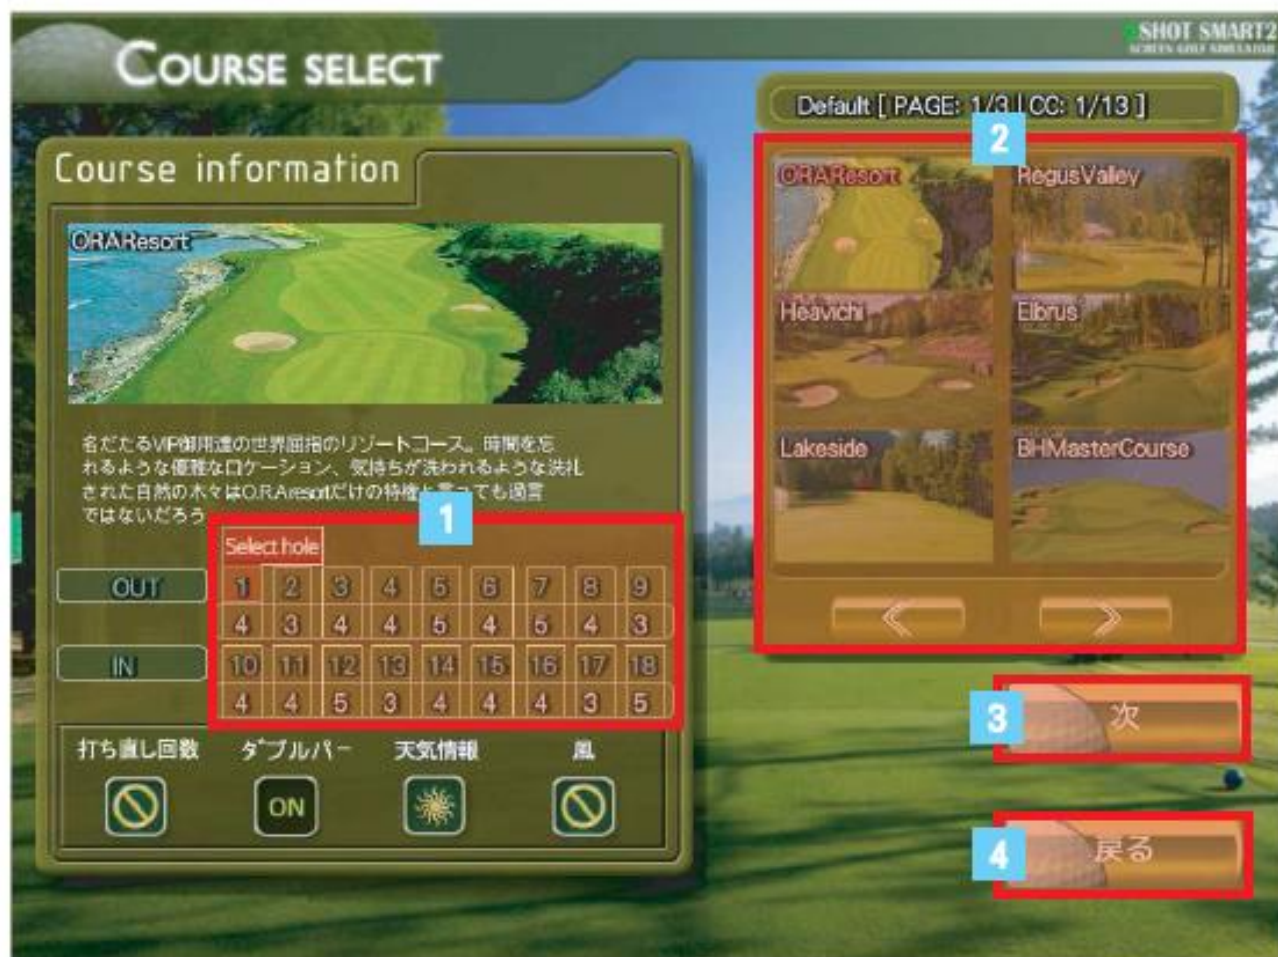 COURSE SELECT
SHOT SMART2
SCREEN GOLF SIMULATOR
Default [ PAGE: 1/3 | CC: 1/13 ]
Course information
ORAResort
名だたるVIP御用達の世界屈指のリゾートコース。時間を忘
れるような優雅なロケーション、気持ちが洗われるような洗礼
された自然の木々はO.R.A.resortだけの特権と言っても過言
ではないだろう
1
Select hole
OUT 1 2 3 4 5 6 7 8 9
4 3 4 4 5 4 5 4 3
IN 10 11 12 13 14 15 16 17 18
4 4 5 3 4 4 4 3 5
打ち直し回数 ダブルパー 天気情報 風
ON
2
ORAResort RegusValley
Heavichi Elbrus
Lakeside BHMasterCourse
3 次
4 戻る